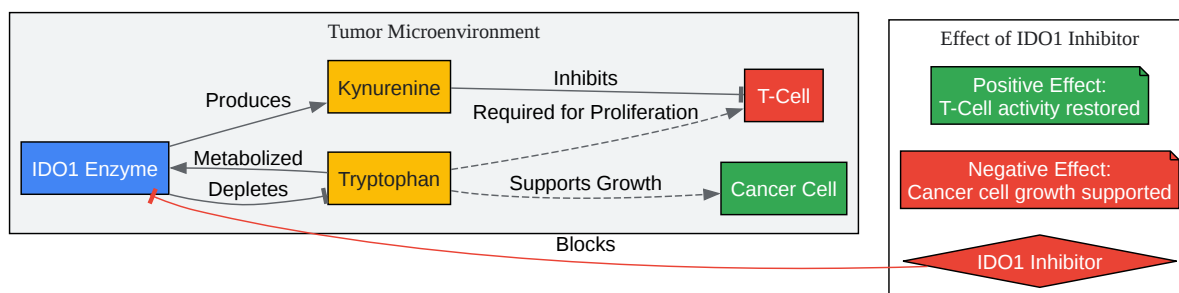 Tumor Microenvironment
Effect of IDO1 Inhibitor
Kynurenine
Inhibits
T-Cell
Positive Effect:
T-Cell activity restored
Produces
Required for Proliferation
IDO1 Enzyme
Metabolized
Depletes
Tryptophan
Supports Growth
Cancer Cell
Negative Effect:
Cancer cell growth supported
Blocks
IDO1 Inhibitor